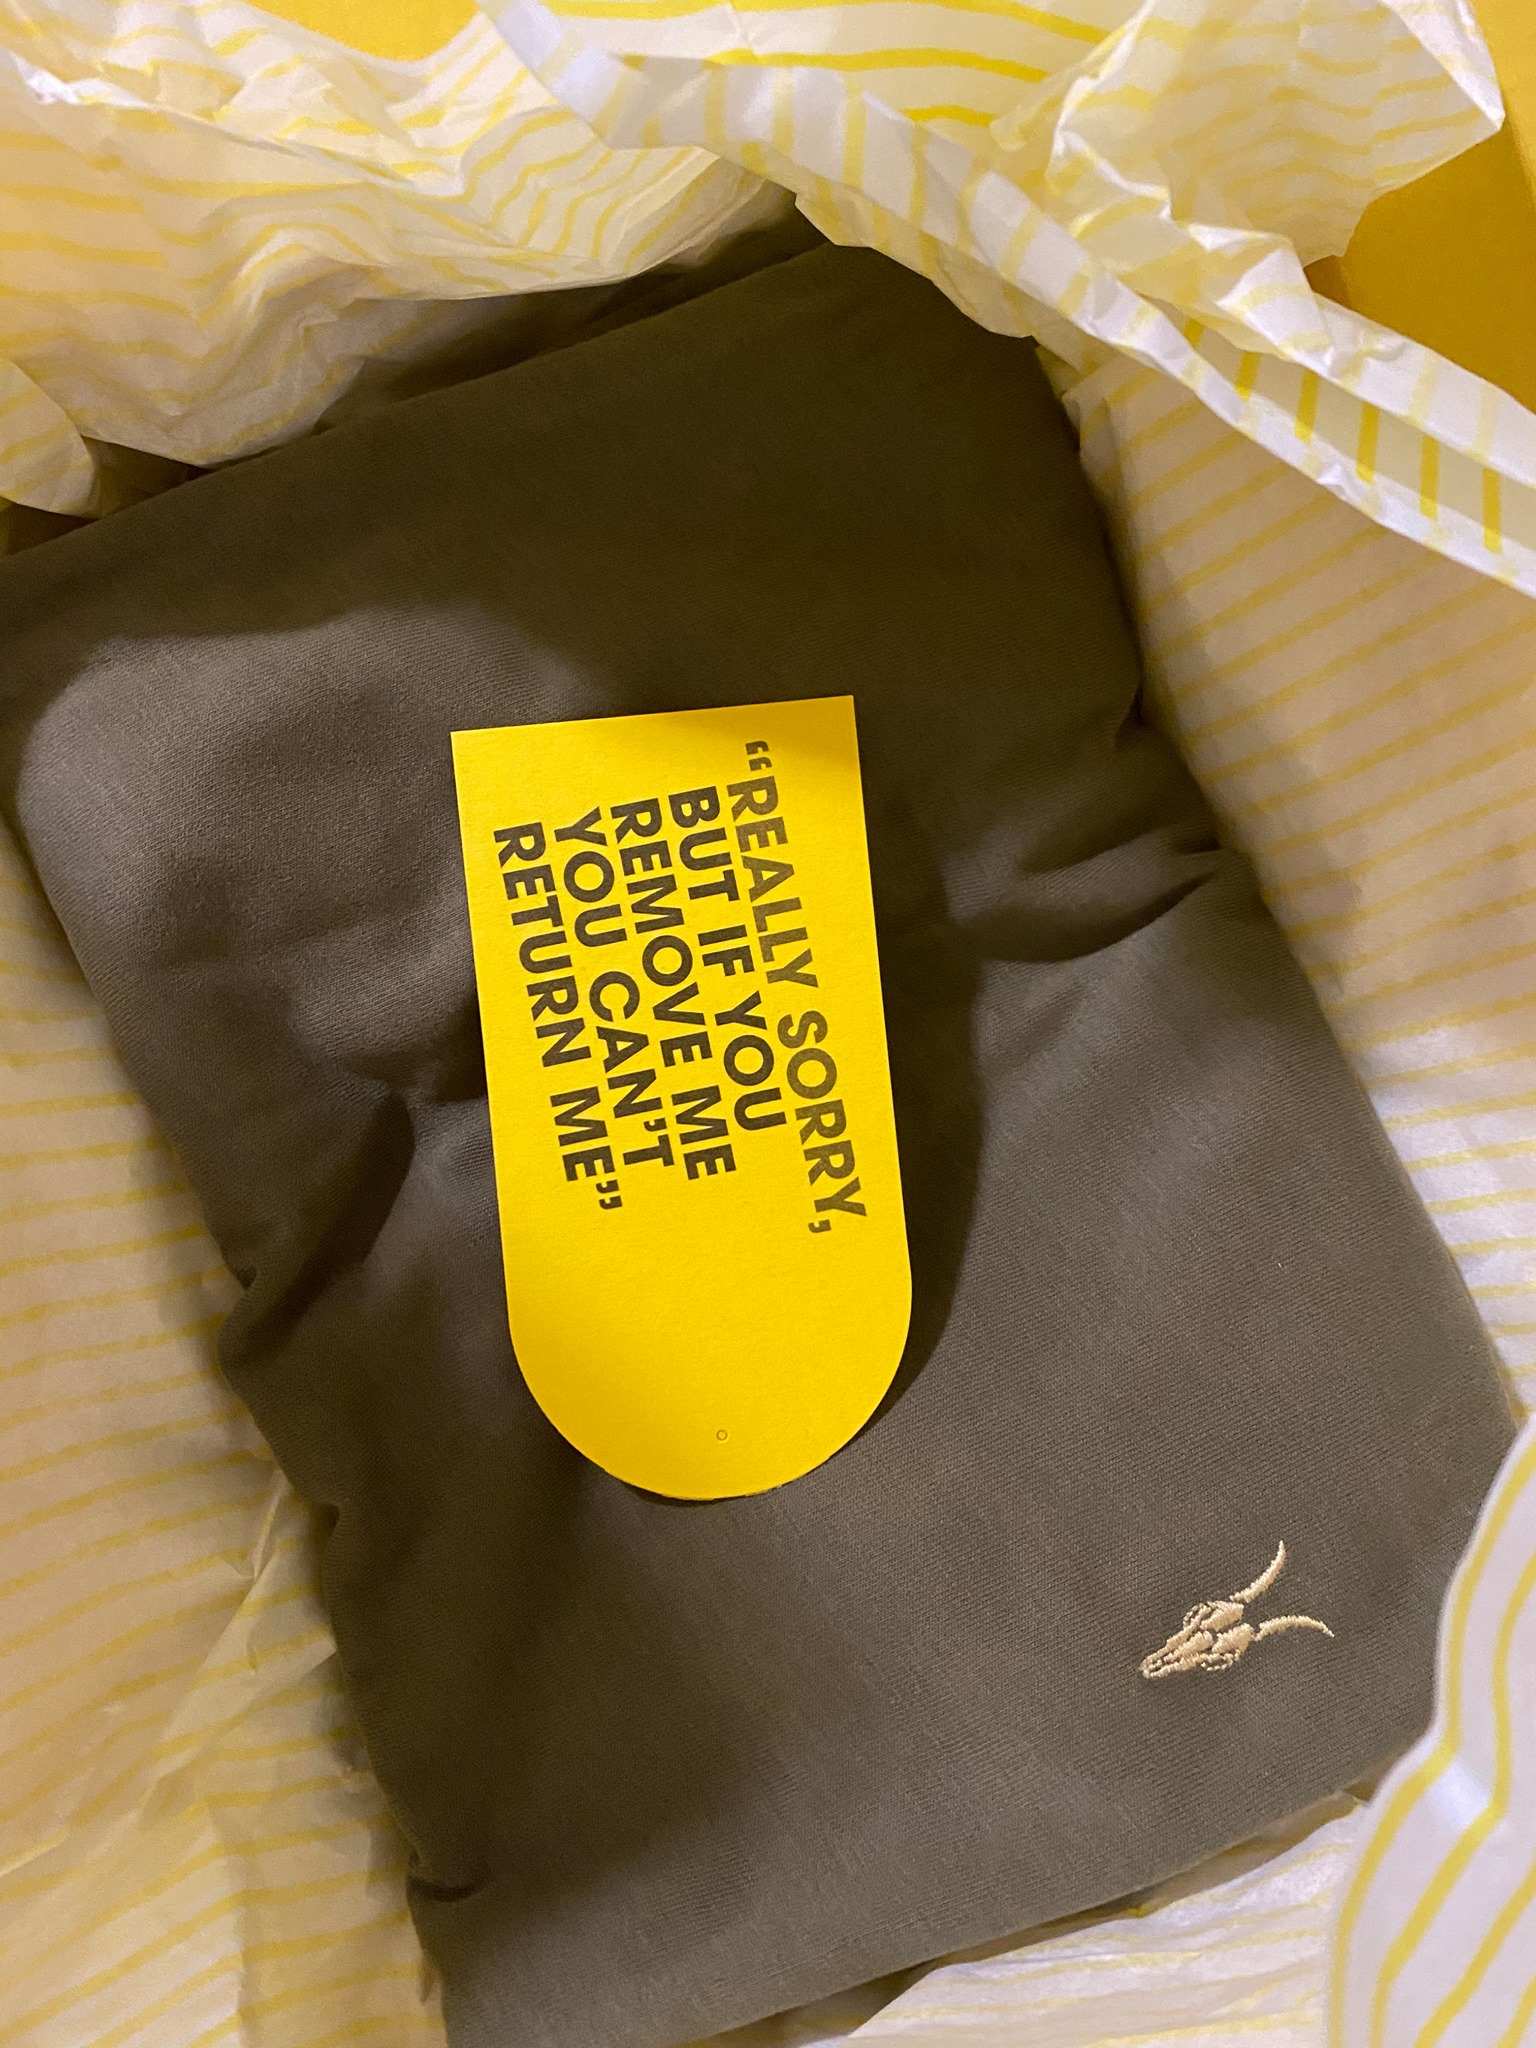 “REALLY SORRY,
BUT IF YOU
REMOVE ME
YOU CAN’T
RETURN ME”